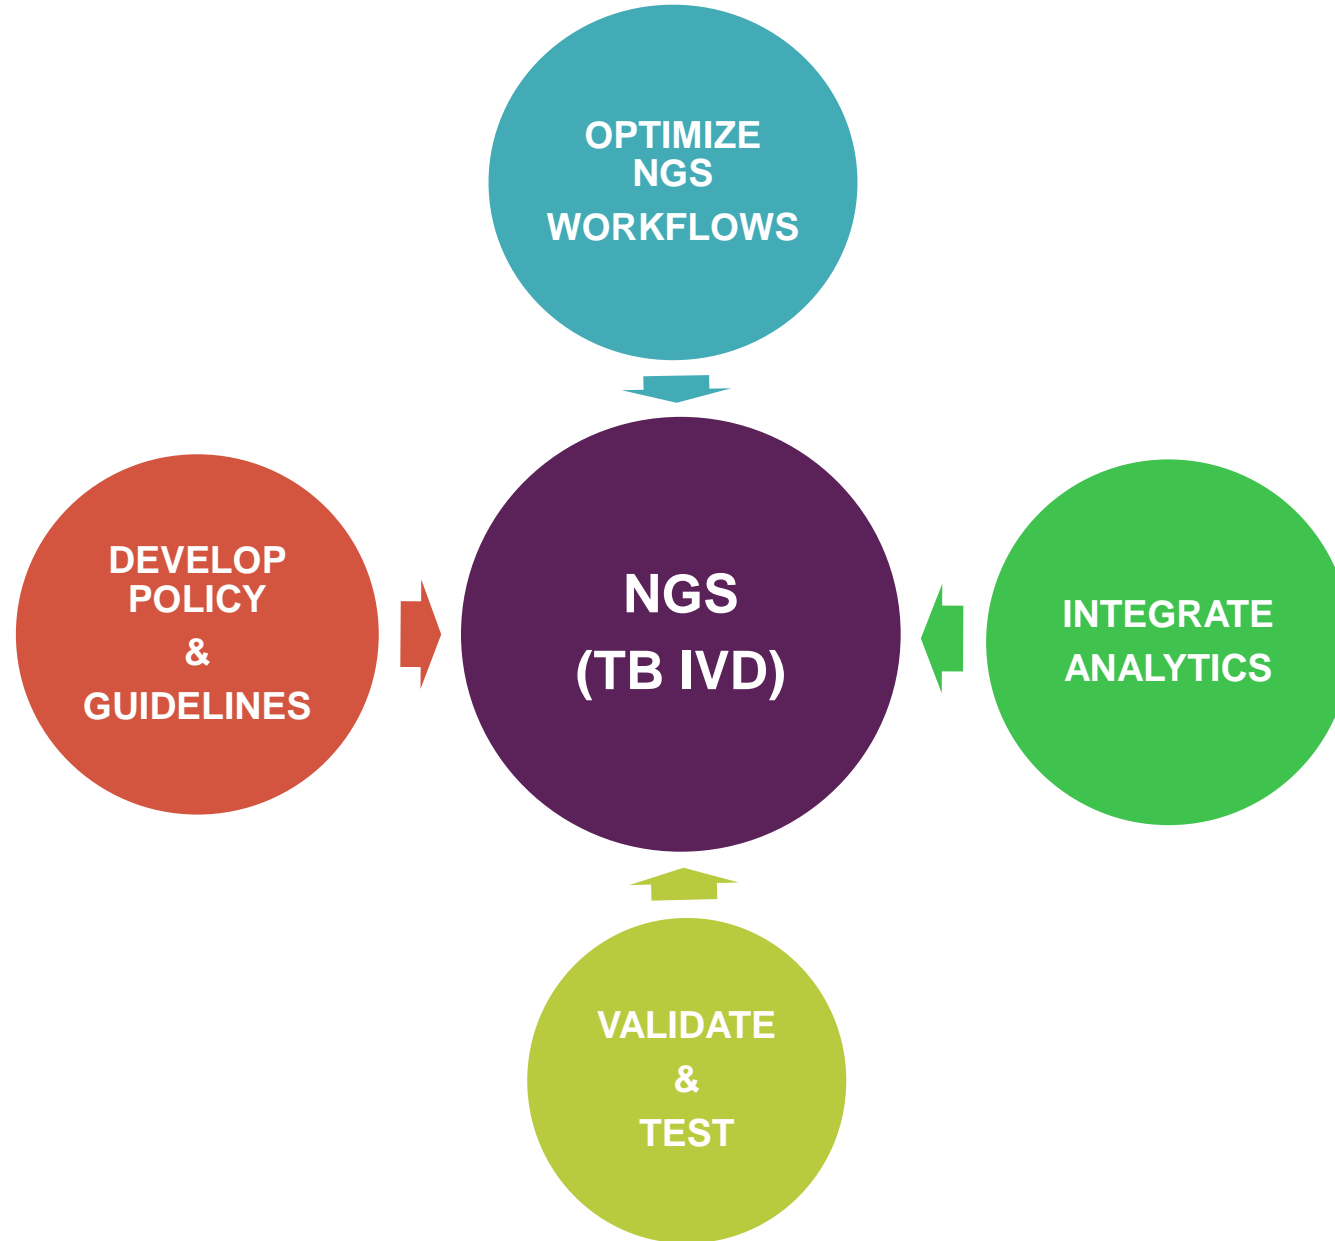 OPTIMIZE
NGS
WORKFLOWS
DEVELOP
POLICY
&
GUIDELINES
NGS
(TB IVD)
INTEGRATE
ANALYTICS
VALIDATE
&
TEST